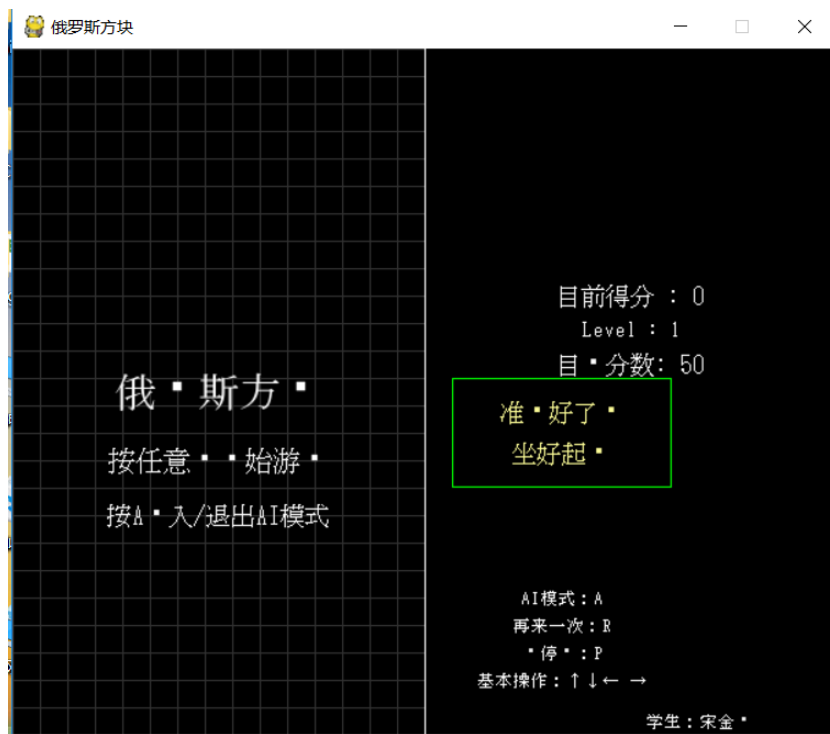 俄罗斯方块
目前得分 : 0
Level : 1
目▪分数: 50
俄▪斯方▪
准▪好了▪
坐好起▪
按任意▪▪始游▪
按A▪入/退出AI模式
AI模式:A
再来一次:R
▪停▪:P
基本操作:↑↓← →
学生:宋金▪